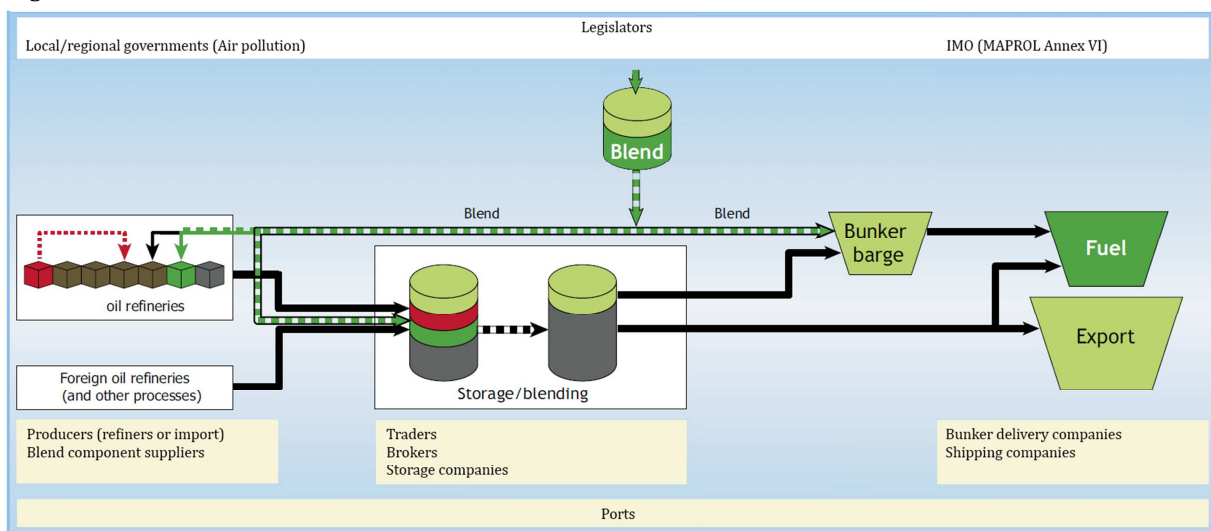 Legislators
Local/regional governments (Air pollution)
IMO (MAPROL Annex VI)
Blend
Blend
Blend
Bunker
barge
Fuel
oil refineries
Export
Foreign oil refineries
(and other processes)
Storage/blending
Producers (refiners or import)
Blend component suppliers
Traders
Brokers
Storage companies
Bunker delivery companies
Shipping companies
Ports